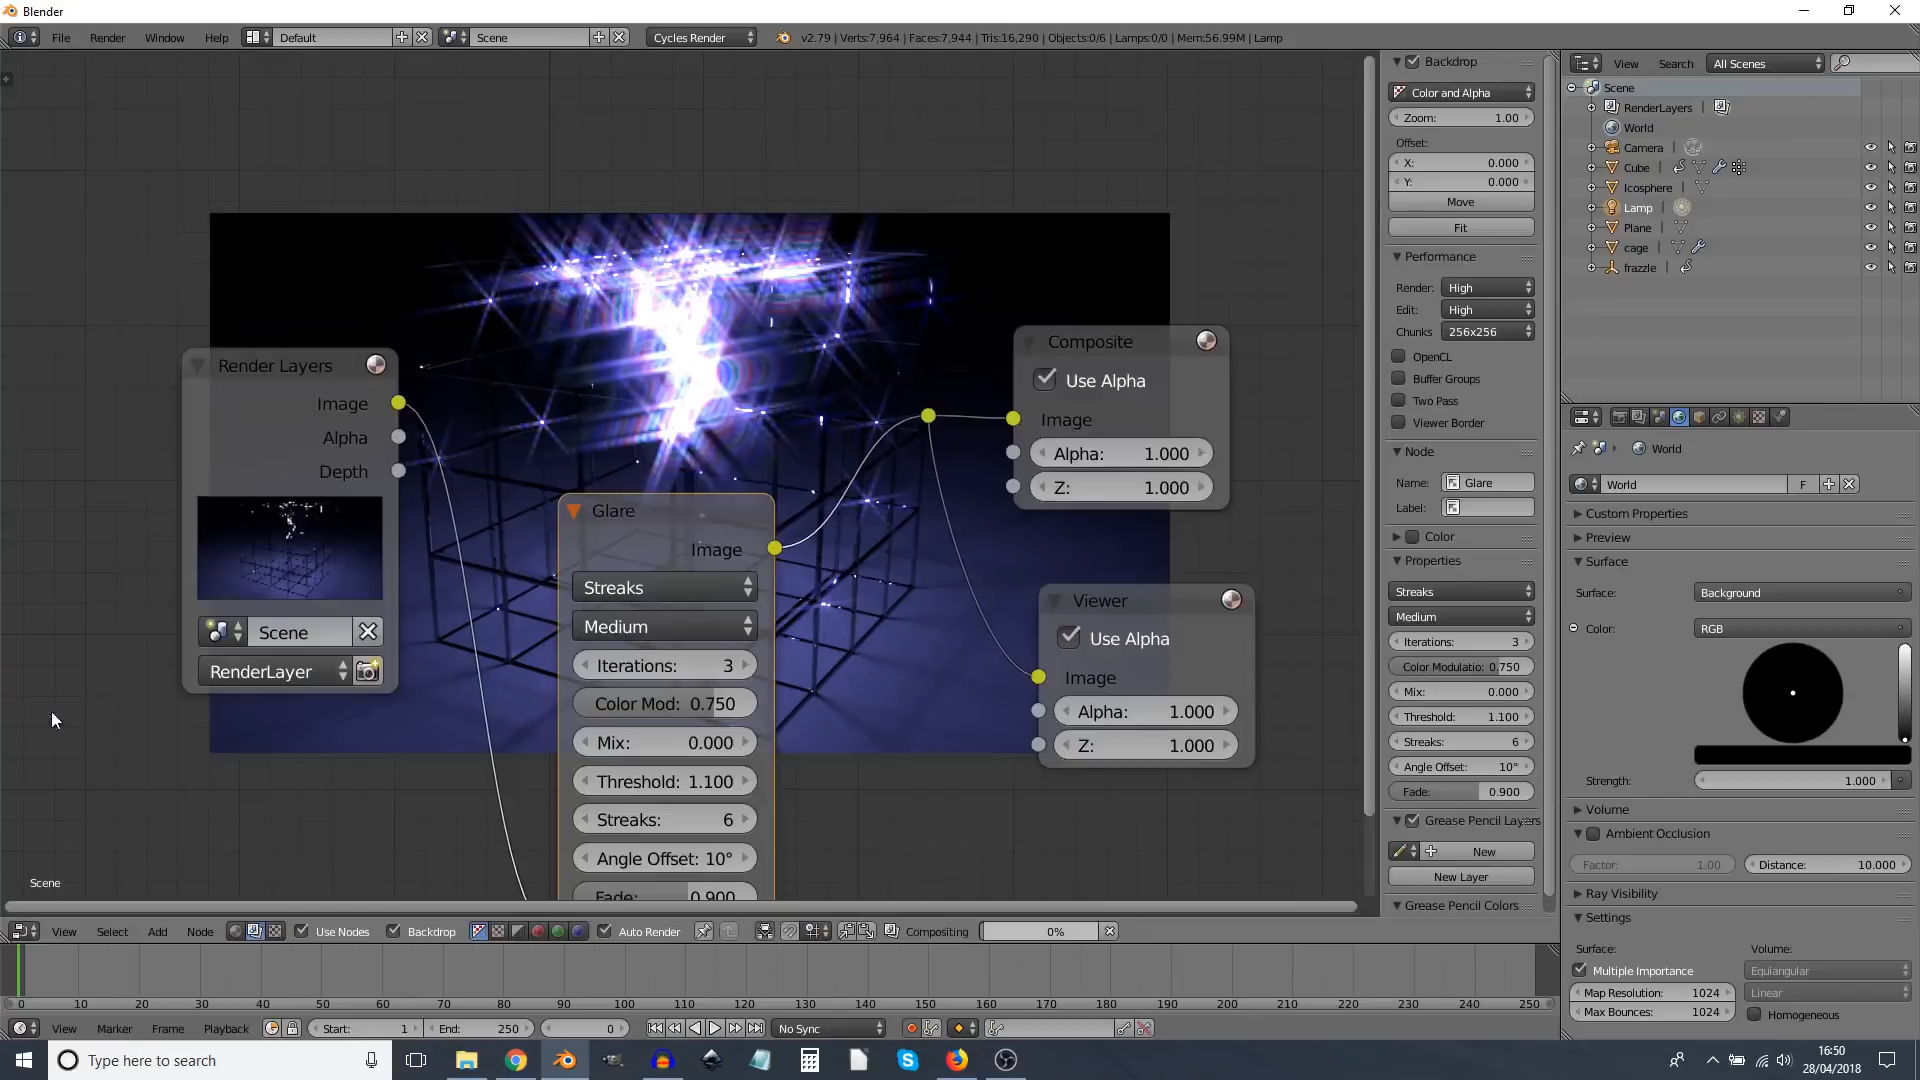 Blender
File Render Window Help Default Scene Cycles Render v2.79 | Verts:7,964 | Faces:7,944 | Tris:16,290 | Objects:0/6 | Lamps:0/0 | Mem:56.99M | Lamp
Backdrop
Color and Alpha
Zoom: 1.00
Offset:
X: 0.000
Y: 0.000
Move
Fit
Performance
Render: High
Edit: High
Chunks 256x256
OpenCL
Buffer Groups
Two Pass
Viewer Border
Node
Name: Glare
Label:
Color
Properties
Streaks
Medium
Iterations: 3
Color Modulatio: 0.750
Mix: 0.000
Threshold: 1.100
Streaks: 6
Angle Offset: 10°
Fade: 0.900
Grease Pencil Layers
New
New Layer
Grease Pencil Colors
View Search All Scenes
Scene
RenderLayers |
World
Camera |
Cube |
Icosphere |
Lamp |
Plane |
cage |
frazzle |
World
World F
Custom Properties
Preview
Surface
Surface: Background
Color: RGB
Strength: 1.000
Volume
Ambient Occlusion
Factor: 1.00 Distance: 10.000
Ray Visibility
Settings
Surface: Volume:
Multiple Importance Equiangular
Map Resolution: 1024 Linear
Max Bounces: 1024 Homogeneous
Render Layers
Image
Alpha
Depth
Scene
RenderLayer
Glare
Image
Streaks
Medium
Iterations: 3
Color Mod: 0.750
Mix: 0.000
Threshold: 1.100
Streaks: 6
Angle Offset: 10°
Fade: 0.900
Composite
Use Alpha
Image
Alpha: 1.000
Z: 1.000
Viewer
Use Alpha
Image
Alpha: 1.000
Z: 1.000
Scene
View Select Add Node Use Nodes Backdrop Auto Render Compositing 0%
0 10 20 30 40 50 60 70 80 90 100 110 120 130 140 150 160 170 180 190 200 210 220 230 240 250
View Marker Frame Playback Start: 1 End: 250 0 No Sync
Type here to search
16:50
28/04/2018